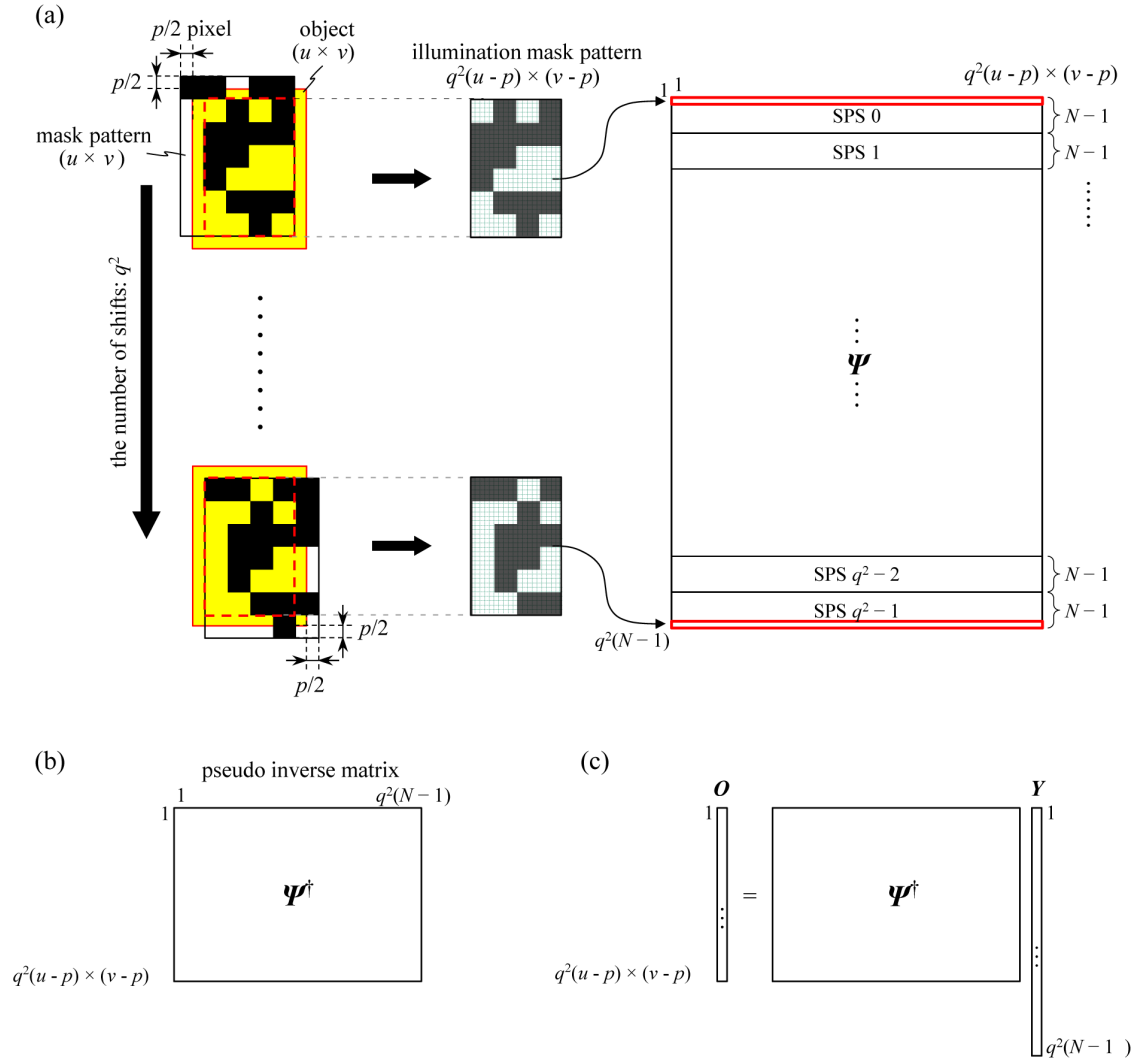 (a)
p/2 pixel
object
(u × v)
illumination mask pattern
q²(u - p) × (v - p)
p/2
mask pattern
(u × v)
1
1
q²(u - p) × (v - p)
SPS 0
N − 1
SPS 1
N − 1
the number of shifts: q²
Ψ
SPS q² − 2
N − 1
SPS q² − 1
N − 1
q²(N − 1)
p/2
p/2
(b)
pseudo inverse matrix
1
q²(N − 1)
1
Ψ†
q²(u - p) × (v - p)
(c)
O
Y
1
1
=
Ψ†
q²(u - p) × (v - p)
q²(N − 1 )